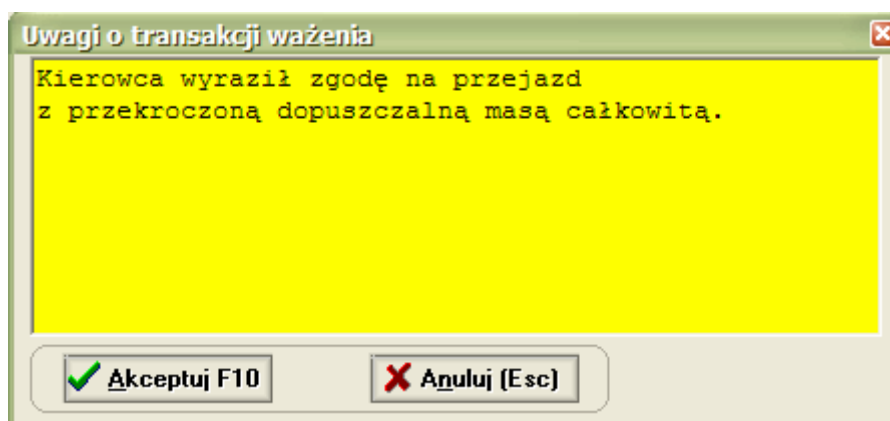 Uwagi o transakcji ważenia
Kierowca wyraził zgodę na przejazd
z przekroczoną dopuszczalną masą całkowitą.
Akceptuj F10
Anuluj (Esc)